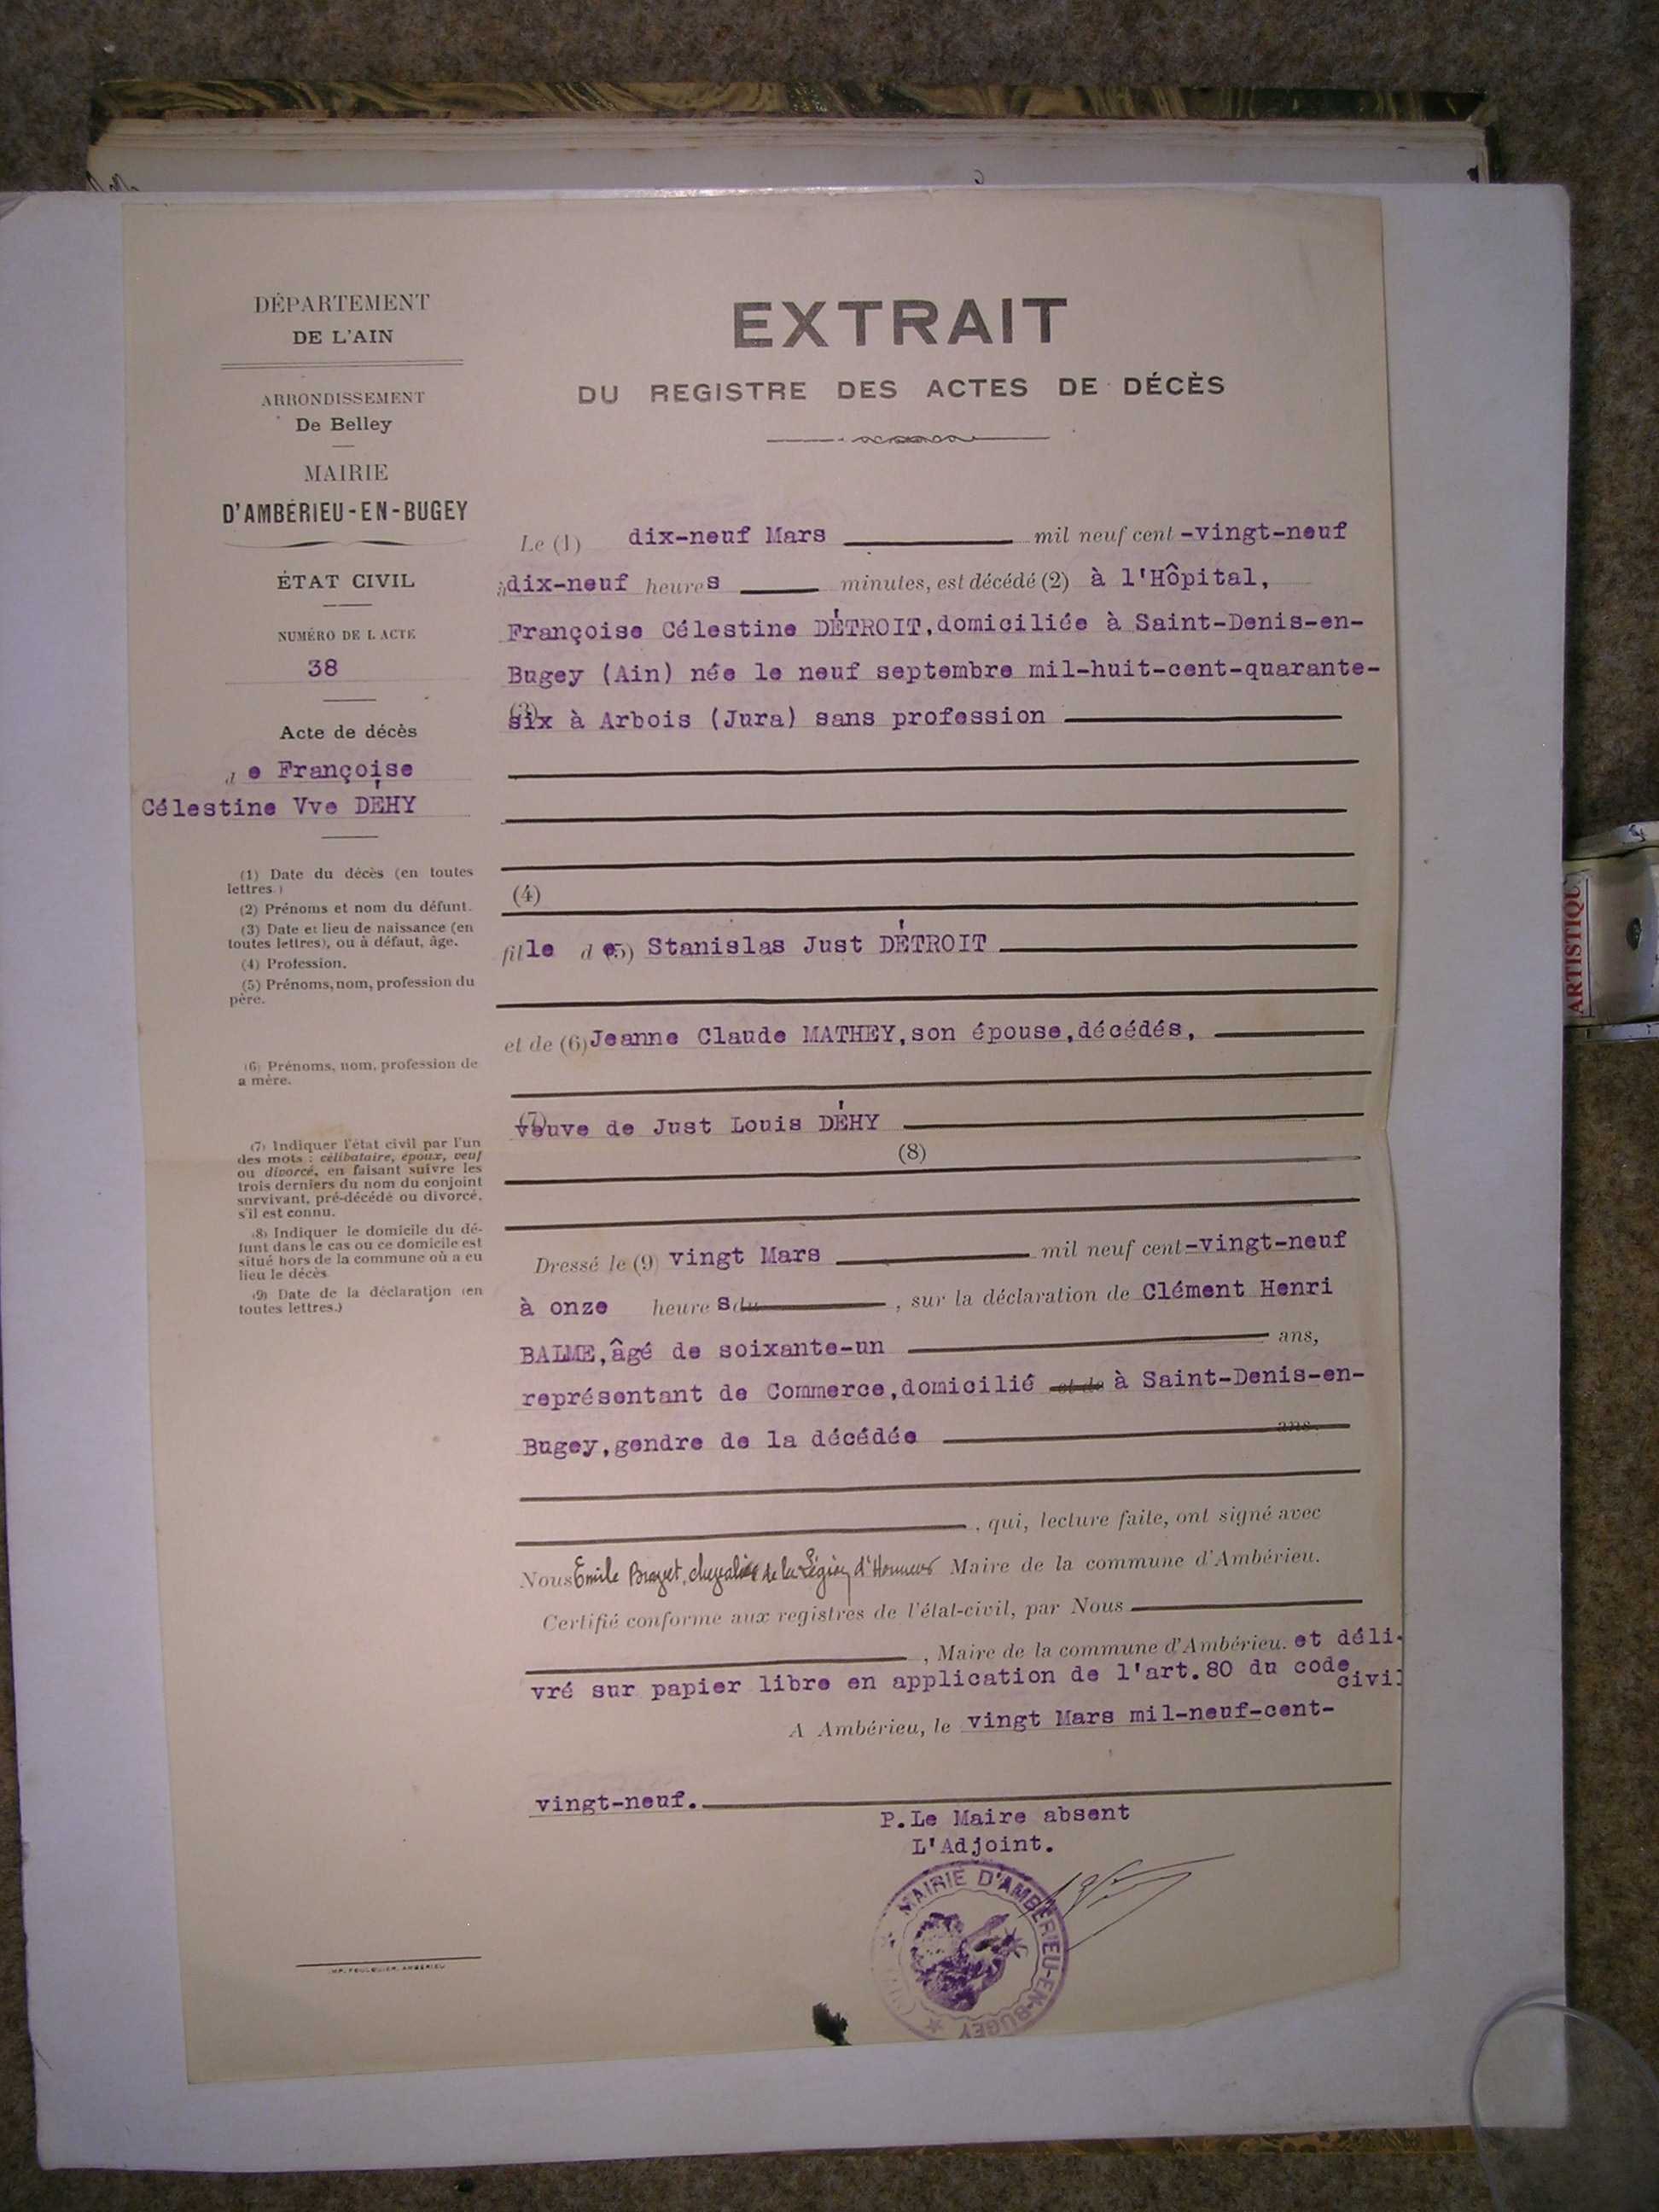 DÉPARTEMENT
DE L'AIN
ARRONDISSEMENT
De Belley
MAIRIE
D'AMBÉRIEU-EN-BUGEY
ÉTAT CIVIL
NUMÉRO DE L ACTE
38
Acte de décès
d e Françoise
Célestine Vve DÉHY
(1) Date du décès (en toutes
lettres.)
(2) Prénoms et nom du défunt.
(3) Date et lieu de naissance (en
toutes lettres), ou à défaut, âge.
(4) Profession.
(5) Prénoms, nom, profession du
père.
(6) Prénoms, nom, profession de
a mère.
(7) Indiquer l'état civil par l'un
des mots : célibataire, époux, veuf
ou divorcé, en faisant suivre les
trois derniers du nom du conjoint
survivant, pré-décédé ou divorcé,
s'il est connu.
(8) Indiquer le domicile du dé-
funt dans le cas ou ce domicile est
situé hors de la commune où a eu
lieu le décès
(9) Date de la déclaration (en
toutes lettres.)
EXTRAIT
DU REGISTRE DES ACTES DE DÉCÈS
Le (1) dix-neuf Mars mil neuf cent -vingt-neuf
à dix-neuf heures minutes, est décédé (2) à l'Hôpital,
Françoise Célestine DÉTROIT, domiciliée à Saint-Denis-en-
Bugey (Ain) née le neuf septembre mil-huit-cent-quarante-
(3) six à Arbois (Jura) sans profession
(4)
fille de (5) Stanislas Just DÉTROIT
et de (6) Jeanne Claude MATHEY, son épouse, décédés,
(7) veuve de Just Louis DÉHY
(8)
Dressé le (9) vingt Mars mil neuf cent -vingt-neuf
à onze heure s du , sur la déclaration de Clément Henri
BALME, âgé de soixante-un ans,
représentant de Commerce, domicilié et de à Saint-Denis-en-
Bugey, gendre de la décédée ans.
, qui, lecture faite, ont signé avec
Nous Emile chevalier de la Légion d'Honneur Maire de la commune d'Ambérieu.
Certifié conforme aux registres de l'état-civil, par Nous
, Maire de la commune d'Ambérieu. et déli-
vré sur papier libre en application de l'art. 80 du code
civil
A Ambérieu, le vingt Mars mil-neuf-cent-
vingt-neuf.
P. Le Maire absent
L'Adjoint.
MAIRIE D'AMBÉRIEU-EN-BUGEY
IMP. FOULQUIER, AMBÉRIEU
ARTISTIQU